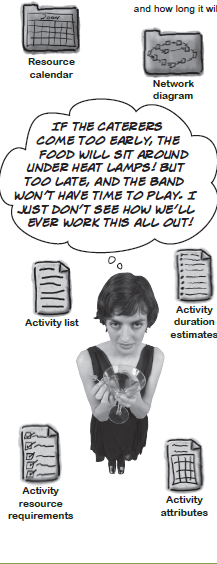 and how long it wil
Resource
calendar
Network
diagram
IF THE CATERERS
COME TOO EARLY, THE
FOOD WILL SIT AROUND
UNDER HEAT LAMPS! BUT
TOO LATE, AND THE BAND
WON'T HAVE TIME TO PLAY. I
JUST DON'T SEE HOW WE'LL
EVER WORK THIS ALL OUT!
Activity list
Activity
duration
estimates
Activity
resource
requirements
Activity
attributes